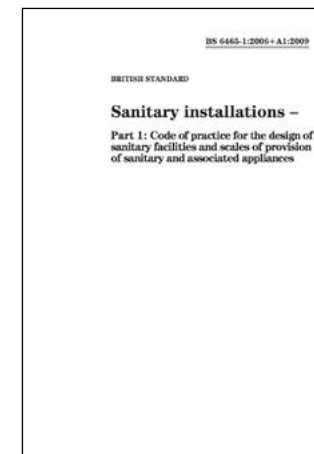 BS 6465-1:2006+A1:2009
BRITISH STANDARD
Sanitary installations –
Part 1: Code of practice for the design of
sanitary facilities and scales of provision
of sanitary and associated appliances